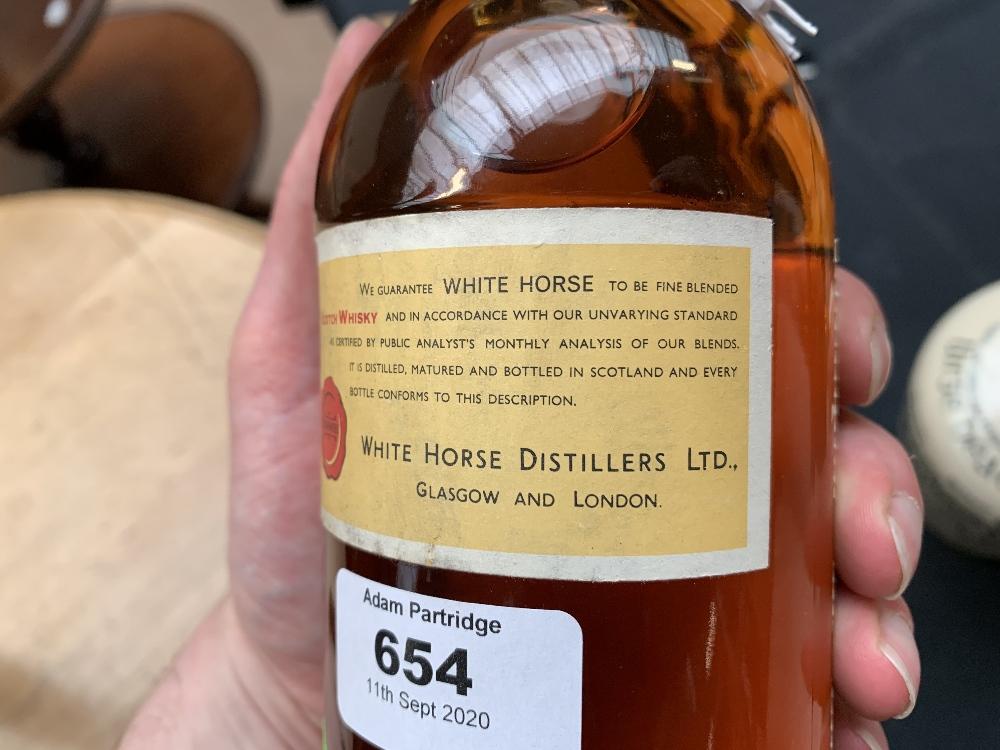 WE GUARANTEE WHITE HORSE TO BE FINE BLENDED
WHISKY AND IN ACCORDANCE WITH OUR UNVARYING STANDARD
AS CERTIFIED BY PUBLIC ANALYST'S MONTHLY ANALYSIS OF OUR BLENDS.
IT IS DISTILLED, MATURED AND BOTTLED IN SCOTLAND AND EVERY
BOTTLE CONFORMS TO THIS DESCRIPTION.
WHITE HORSE DISTILLERS LTD.,
GLASGOW AND LONDON.
Adam Partridge
654
11th Sept 2020